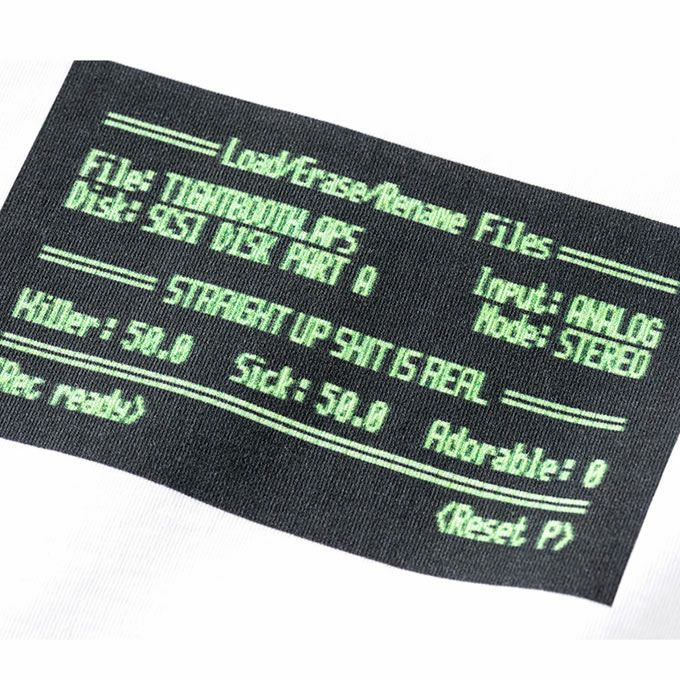 Load/Erase/Rename Files
File: TIGHTBOOTH.APS
Disk: SCSI DISK PART A
Input: ANALOG
Mode: STEREO
STRAIGHT UP SHIT IS REAL
Killer: 50.0 Sick: 50.0 Adorable: 0
<Rec ready>
<Reset P>